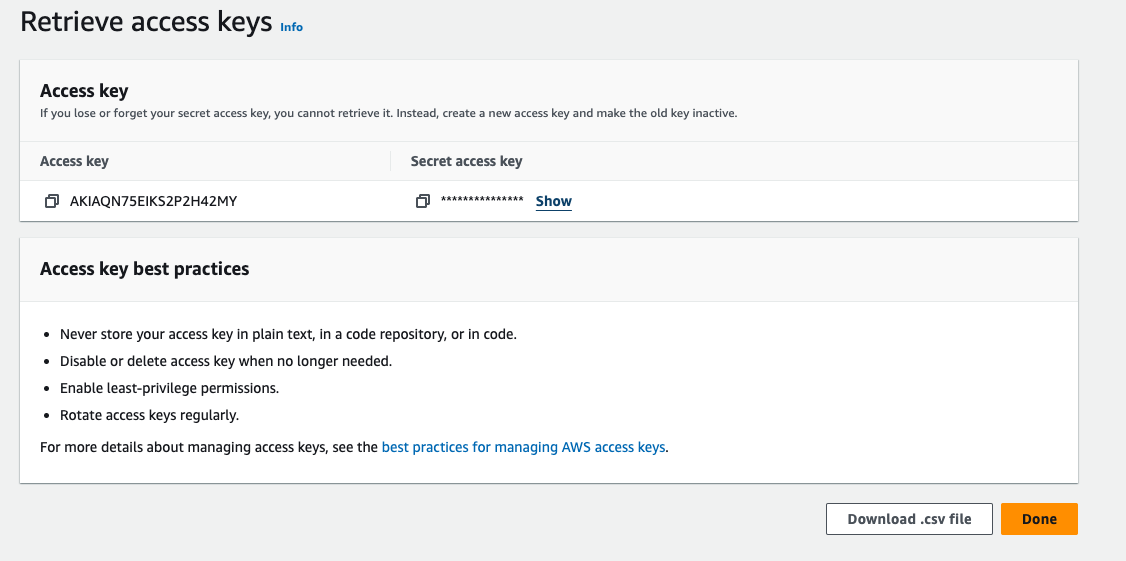 Retrieve access keys Info
Access key
If you lose or forget your secret access key, you cannot retrieve it. Instead, create a new access key and make the old key inactive.
Access key Secret access key
AKIAQN75EIKS2P2H42MY *************** Show
Access key best practices
• Never store your access key in plain text, in a code repository, or in code.
• Disable or delete access key when no longer needed.
• Enable least-privilege permissions.
• Rotate access keys regularly.
For more details about managing access keys, see the best practices for managing AWS access keys.
Download .csv file Done